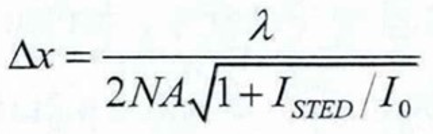 Δx = λ / (2NA√(1 + I_STED / I_0))